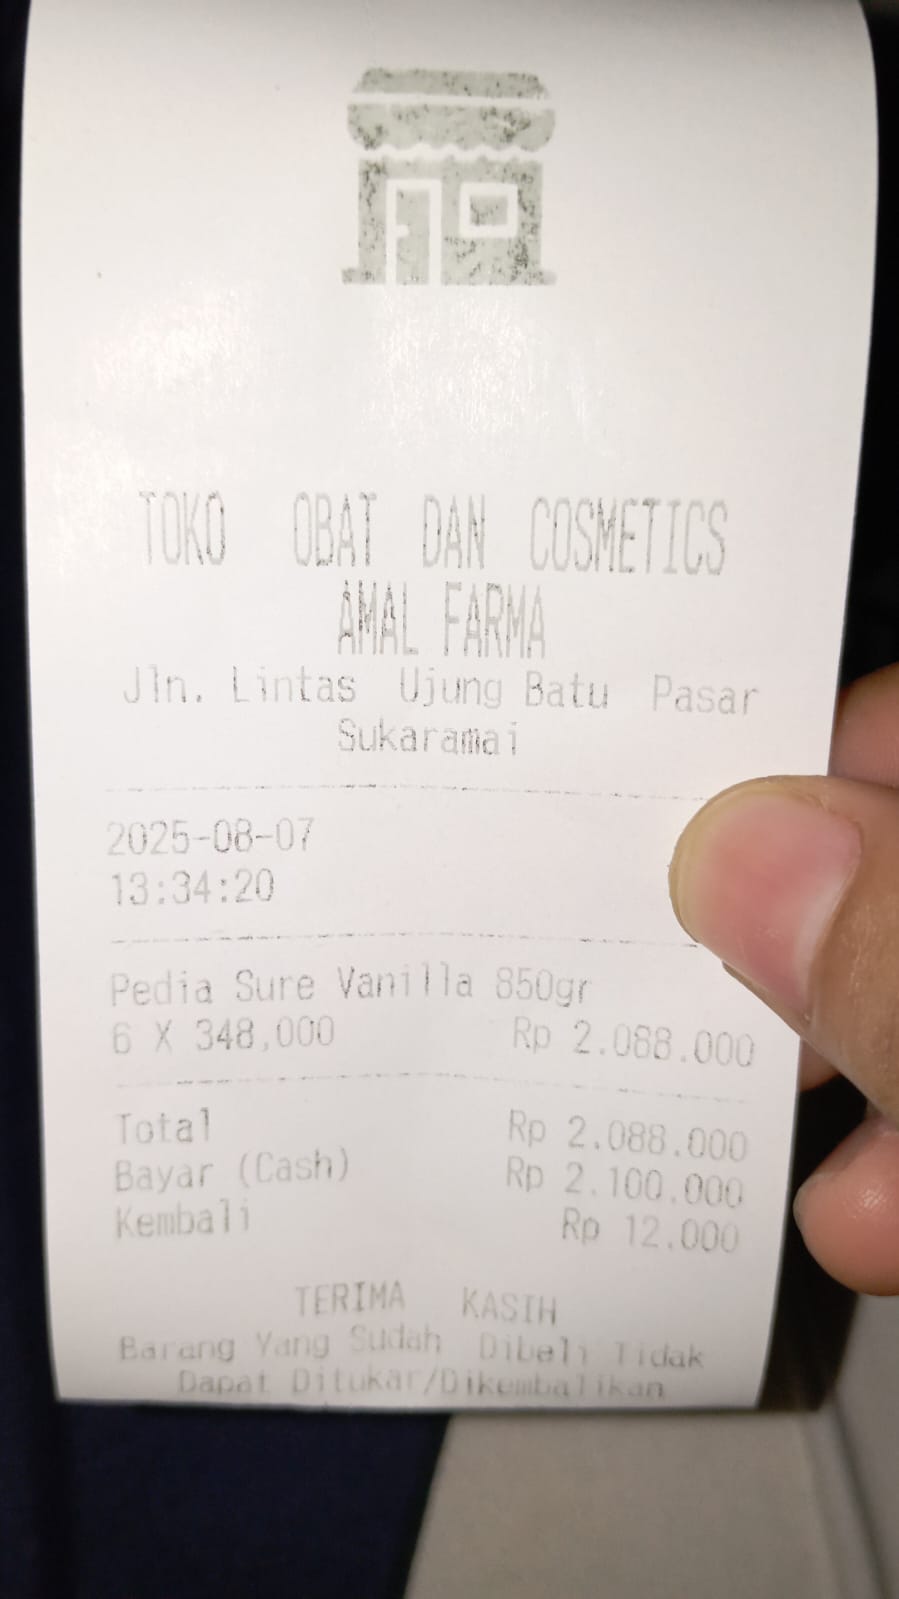 TOKO OBAT DAN COSMETICS
AMAL FARMA
Jln. Lintas Ujung Batu Pasar
Sukaramai
2025-08-07
13:34:20
Pedia Sure Vanilla 850gr
6 X 348,000 Rp 2.088.000
Total Rp 2.088.000
Bayar (Cash) Rp 2.100.000
Kembali Rp 12.000
TERIMA KASIH
Barang Yang Sudah Dibeli Tidak
Dapat Ditukar/Dikembalikan